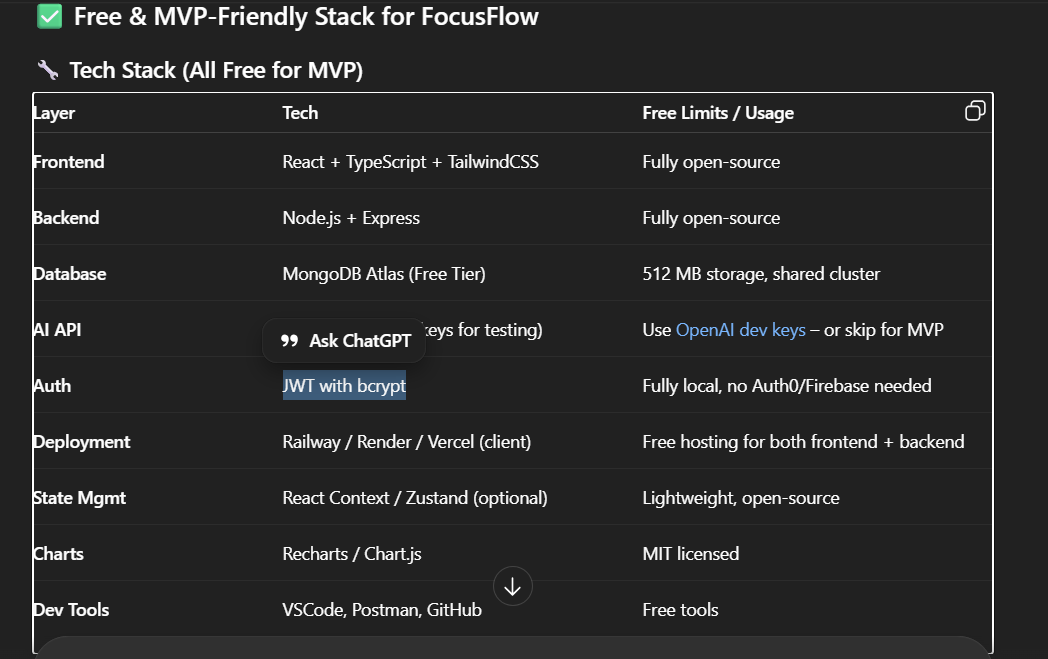 ✅ Free & MVP-Friendly Stack for FocusFlow
🔧 Tech Stack (All Free for MVP)
Layer Tech Free Limits / Usage
Frontend React + TypeScript + TailwindCSS Fully open-source
Backend Node.js + Express Fully open-source
Database MongoDB Atlas (Free Tier) 512 MB storage, shared cluster
AI API keys for testing) Use OpenAI dev keys – or skip for MVP
Ask ChatGPT
Auth JWT with bcrypt Fully local, no Auth0/Firebase needed
Deployment Railway / Render / Vercel (client) Free hosting for both frontend + backend
State Mgmt React Context / Zustand (optional) Lightweight, open-source
Charts Recharts / Chart.js MIT licensed
Dev Tools VSCode, Postman, GitHub Free tools